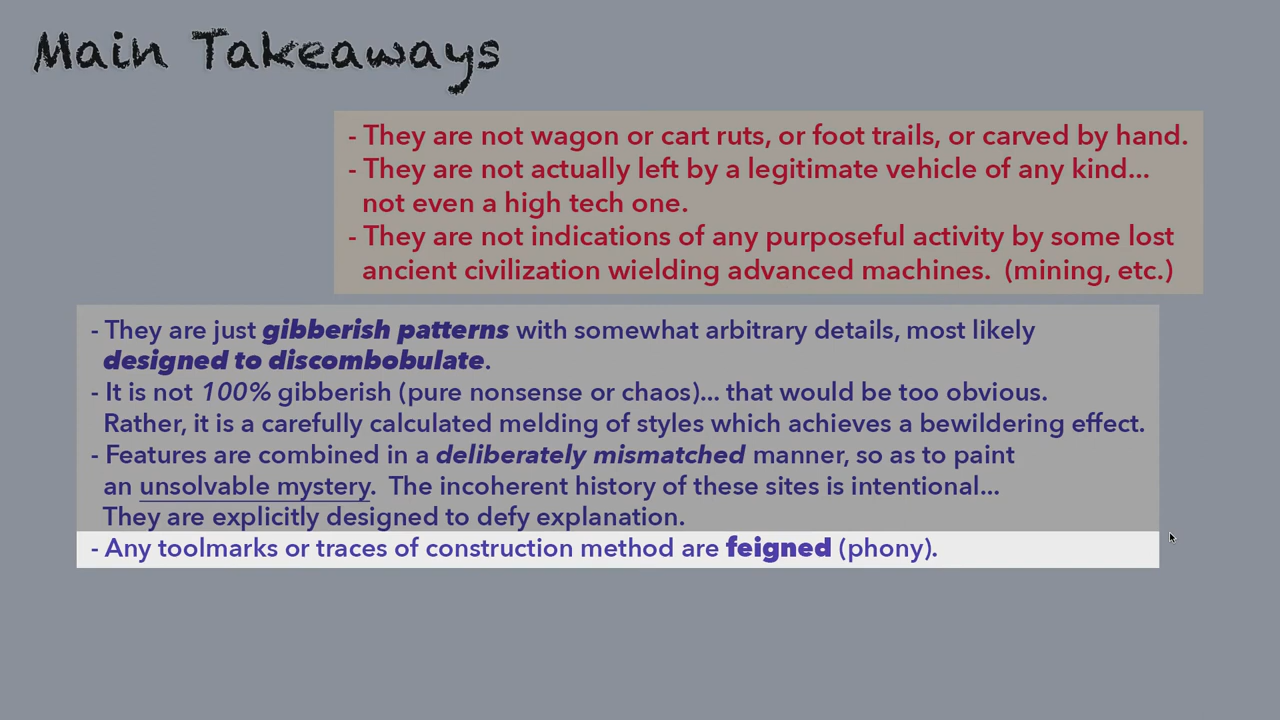 Main Takeaways
- They are not wagon or cart ruts, or foot trails, or carved by hand.
- They are not actually left by a legitimate vehicle of any kind...
not even a high tech one.
- They are not indications of any purposeful activity by some lost
ancient civilization wielding advanced machines.  (mining, etc.)
- They are just gibberish patterns with somewhat arbitrary details, most likely
designed to discombobulate.
- It is not 100% gibberish (pure nonsense or chaos)... that would be too obvious.
Rather, it is a carefully calculated melding of styles which achieves a bewildering effect.
- Features are combined in a deliberately mismatched manner, so as to paint
an unsolvable mystery.  The incoherent history of these sites is intentional...
They are explicitly designed to defy explanation.
- Any toolmarks or traces of construction method are feigned (phony).